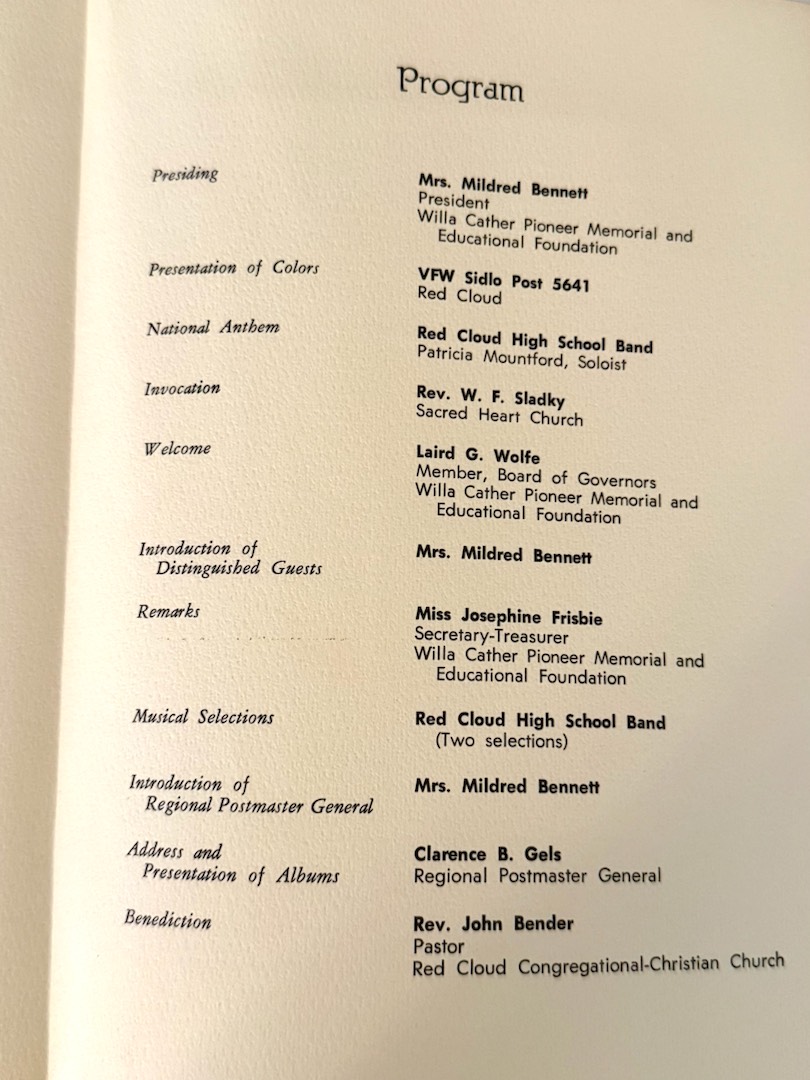 Program
Presiding
Mrs. Mildred Bennett
President
Willa Cather Pioneer Memorial and
Educational Foundation
Presentation of Colors
VFW Sidlo Post 5641
Red Cloud
National Anthem
Red Cloud High School Band
Patricia Mountford, Soloist
Invocation
Rev. W. F. Sladky
Sacred Heart Church
Welcome
Laird G. Wolfe
Member, Board of Governors
Willa Cather Pioneer Memorial and
Educational Foundation
Introduction of
Distinguished Guests
Mrs. Mildred Bennett
Remarks
Miss Josephine Frisbie
Secretary-Treasurer
Willa Cather Pioneer Memorial and
Educational Foundation
Musical Selections
Red Cloud High School Band
(Two selections)
Introduction of
Regional Postmaster General
Mrs. Mildred Bennett
Address and
Presentation of Albums
Clarence B. Gels
Regional Postmaster General
Benediction
Rev. John Bender
Pastor
Red Cloud Congregational-Christian Church